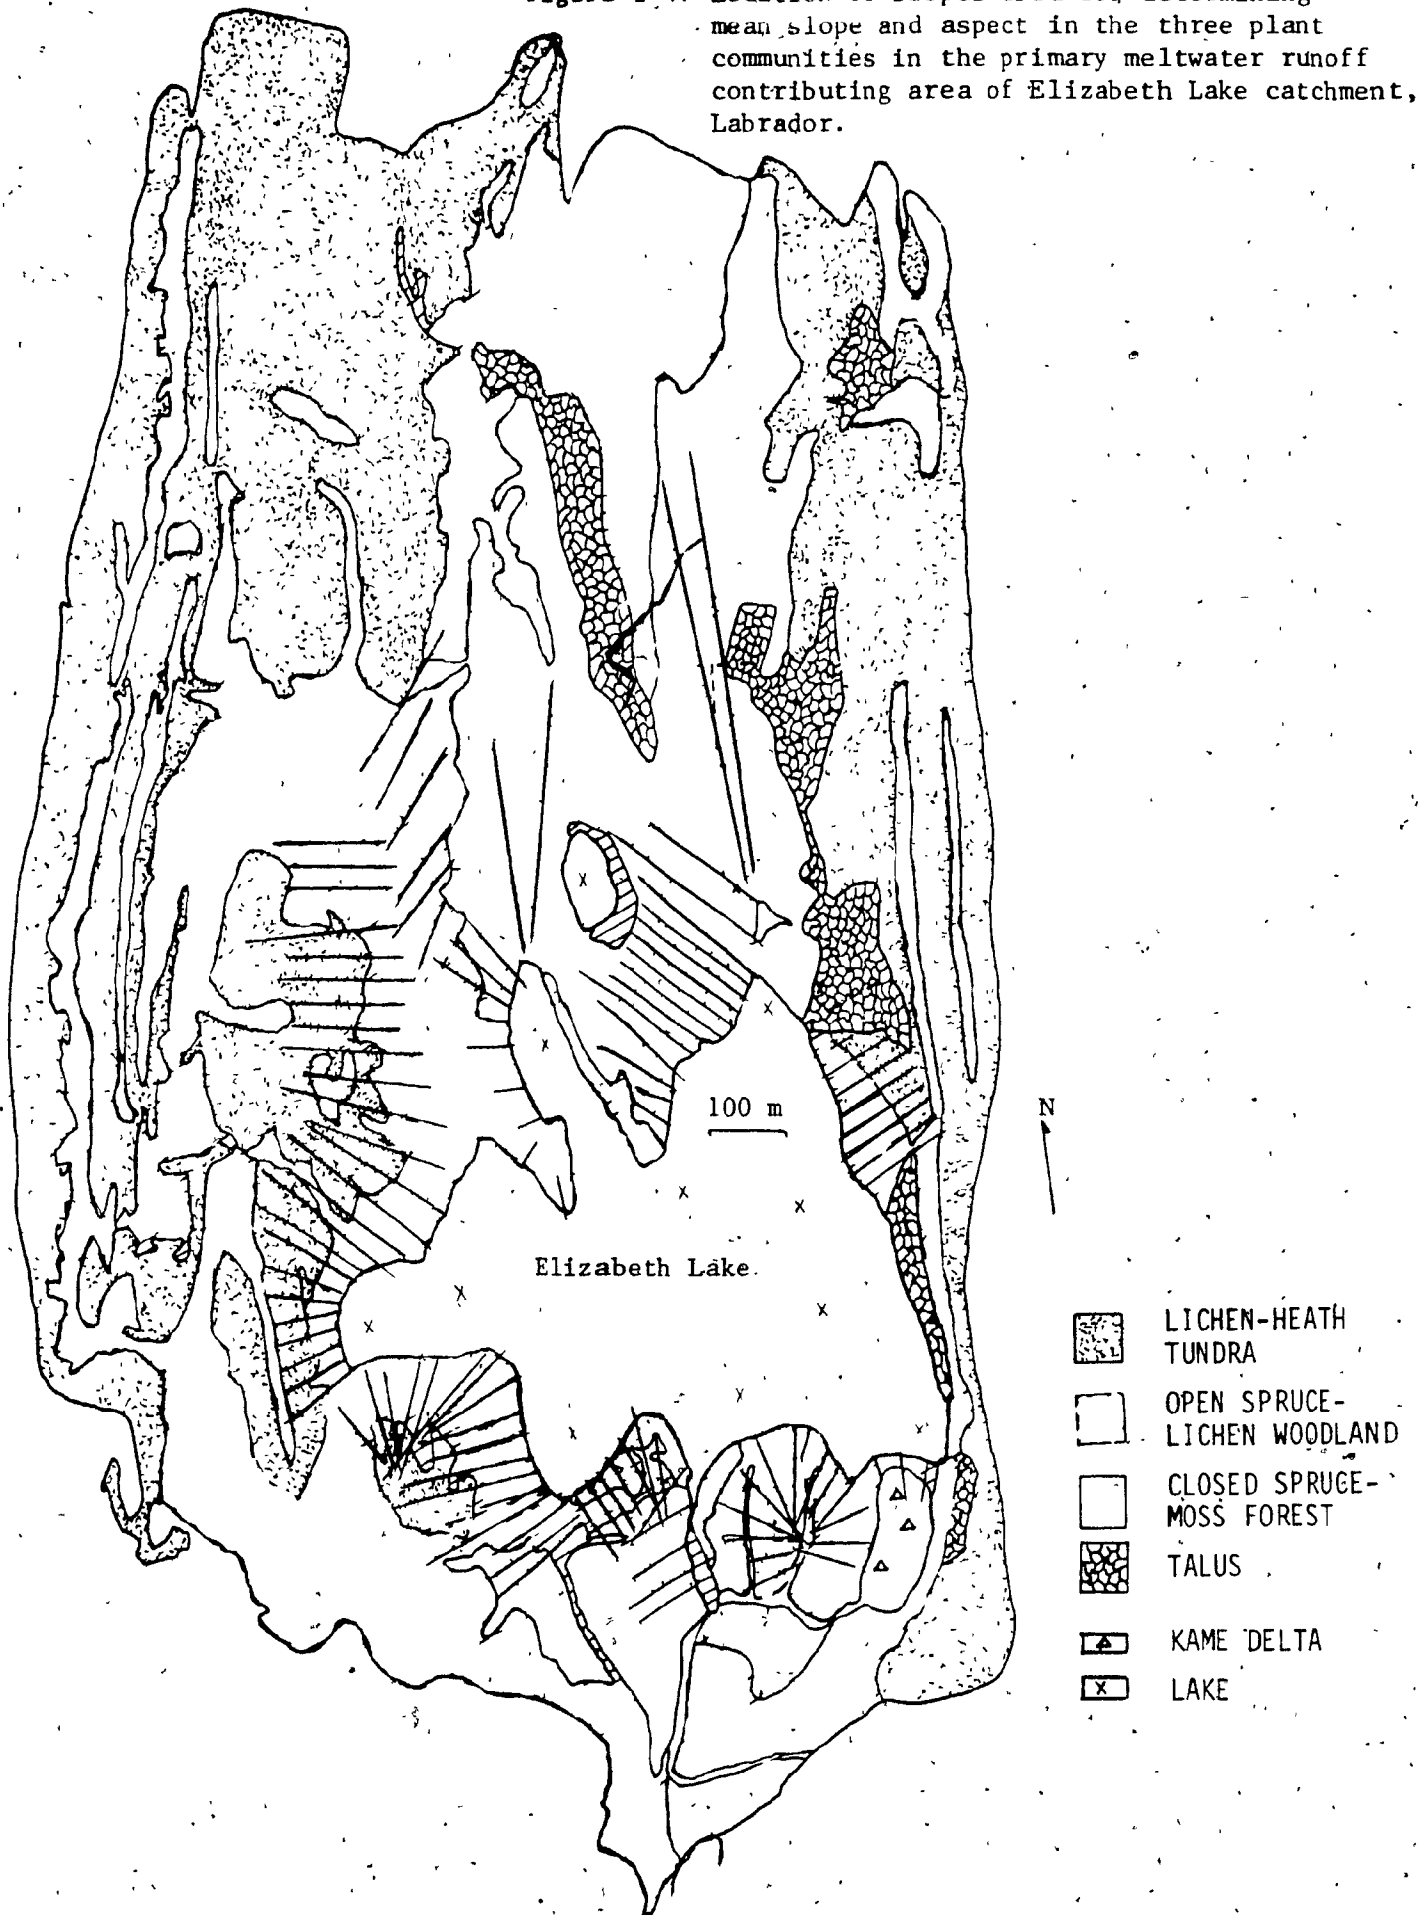 mean slope and aspect in the three plant
communities in the primary meltwater runoff
contributing area of Elizabeth Lake catchment,
Labrador.
100 m
N
Elizabeth Lake.
LICHEN-HEATH
TUNDRA
OPEN SPRUCE-
LICHEN WOODLAND
CLOSED SPRUCE-
MOSS FOREST
TALUS
KAME DELTA
LAKE